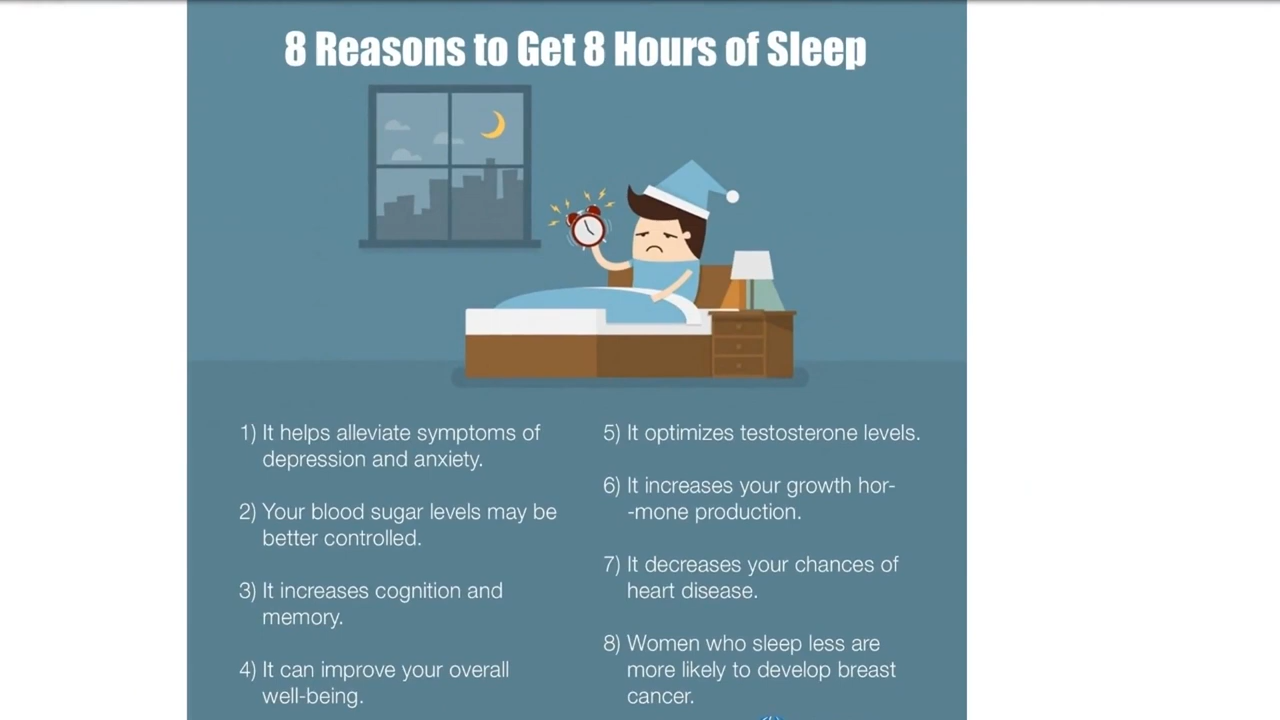 8 Reasons to Get 8 Hours of Sleep
1) It helps alleviate symptoms of
depression and anxiety.
2) Your blood sugar levels may be
better controlled.
3) It increases cognition and
memory.
4) It can improve your overall
well-being.
5) It optimizes testosterone levels.
6) It increases your growth hor-
-mone production.
7) It decreases your chances of
heart disease.
8) Women who sleep less are
more likely to develop breast
cancer.